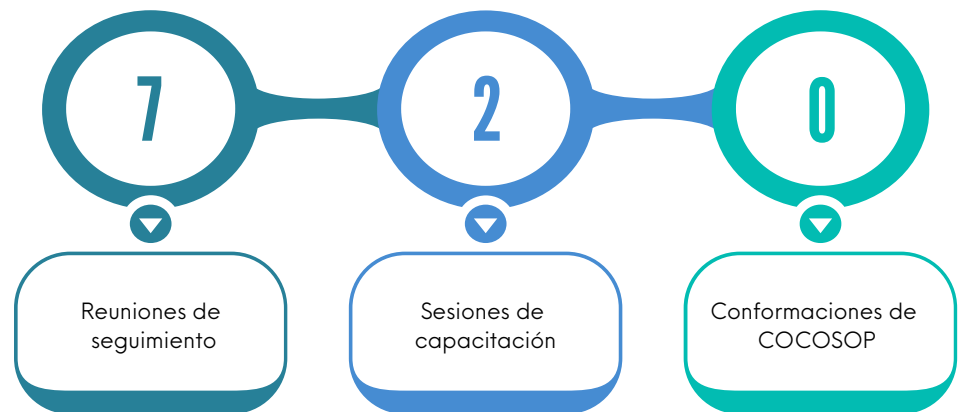 7
2
0
Reuniones de
seguimiento
Sesiones de
capacitación
Conformaciones de
COCOSOP